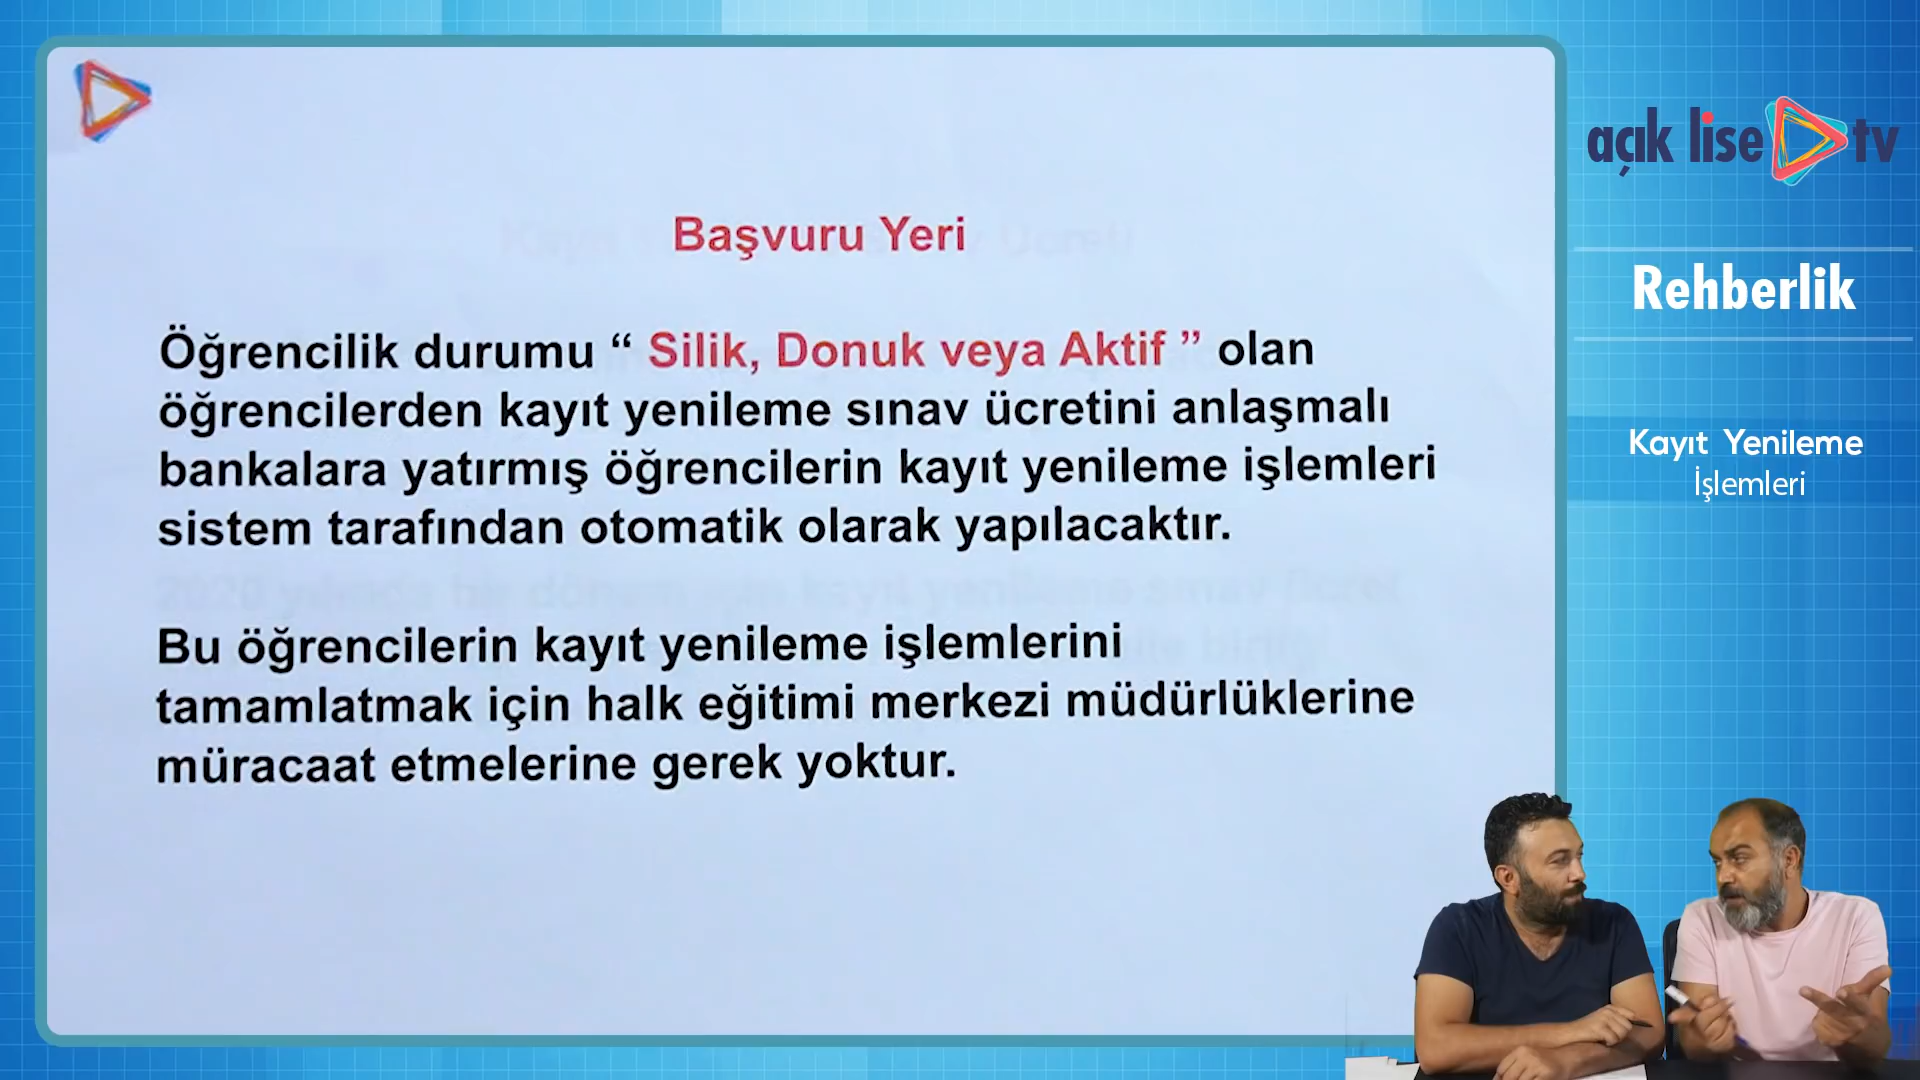 açık lise tv
Rehberlik
Kayıt Yenileme
İşlemleri
Başvuru Yeri
Öğrencilik durumu “ Silik, Donuk veya Aktif ” olan
öğrencilerden kayıt yenileme sınav ücretini anlaşmalı
bankalara yatırmış öğrencilerin kayıt yenileme işlemleri
sistem tarafından otomatik olarak yapılacaktır.
Bu öğrencilerin kayıt yenileme işlemlerini
tamamlatmak için halk eğitimi merkezi müdürlüklerine
müracaat etmelerine gerek yoktur.